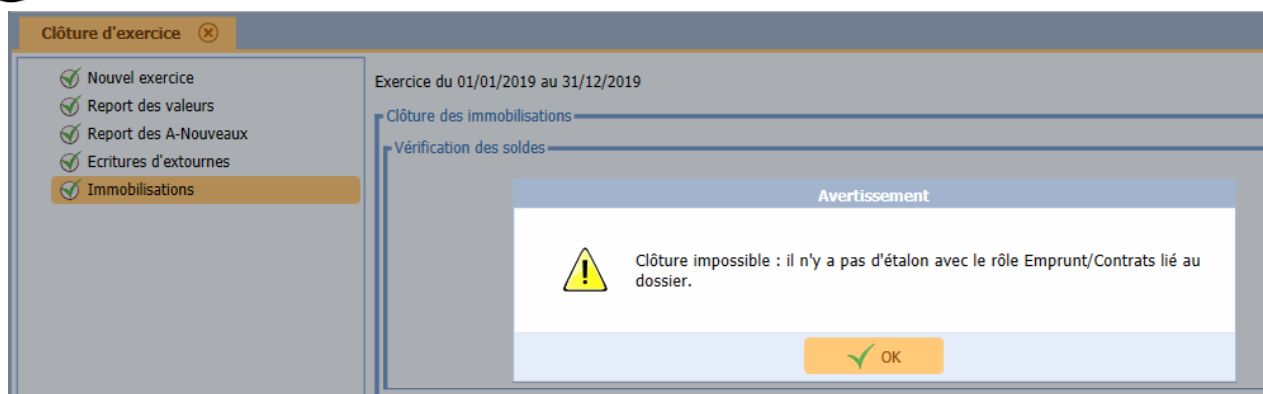 Clôture d'exercice
Nouvel exercice
Report des valeurs
Report des A-Nouveaux
Ecritures d'extournes
Immobilisations
Exercice du 01/01/2019 au 31/12/2019
Clôture des immobilisations
Vérification des soldes
Avertissement
Clôture impossible : il n'y a pas d'étalon avec le rôle Emprunt/Contrats lié au
dossier.
OK